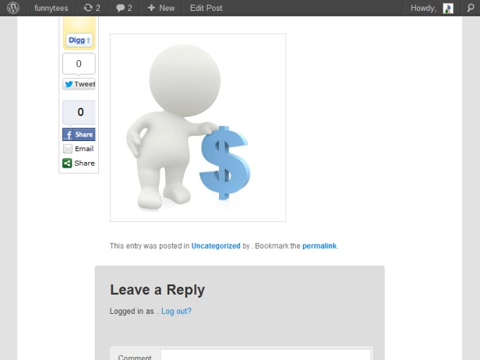 funnytees 2 2 New Edit Post Howdy,
Digg
0
Tweet
0
Share
Email
Share
This entry was posted in Uncategorized by . Bookmark the permalink.
Leave a Reply
Logged in as . Log out?
Comment